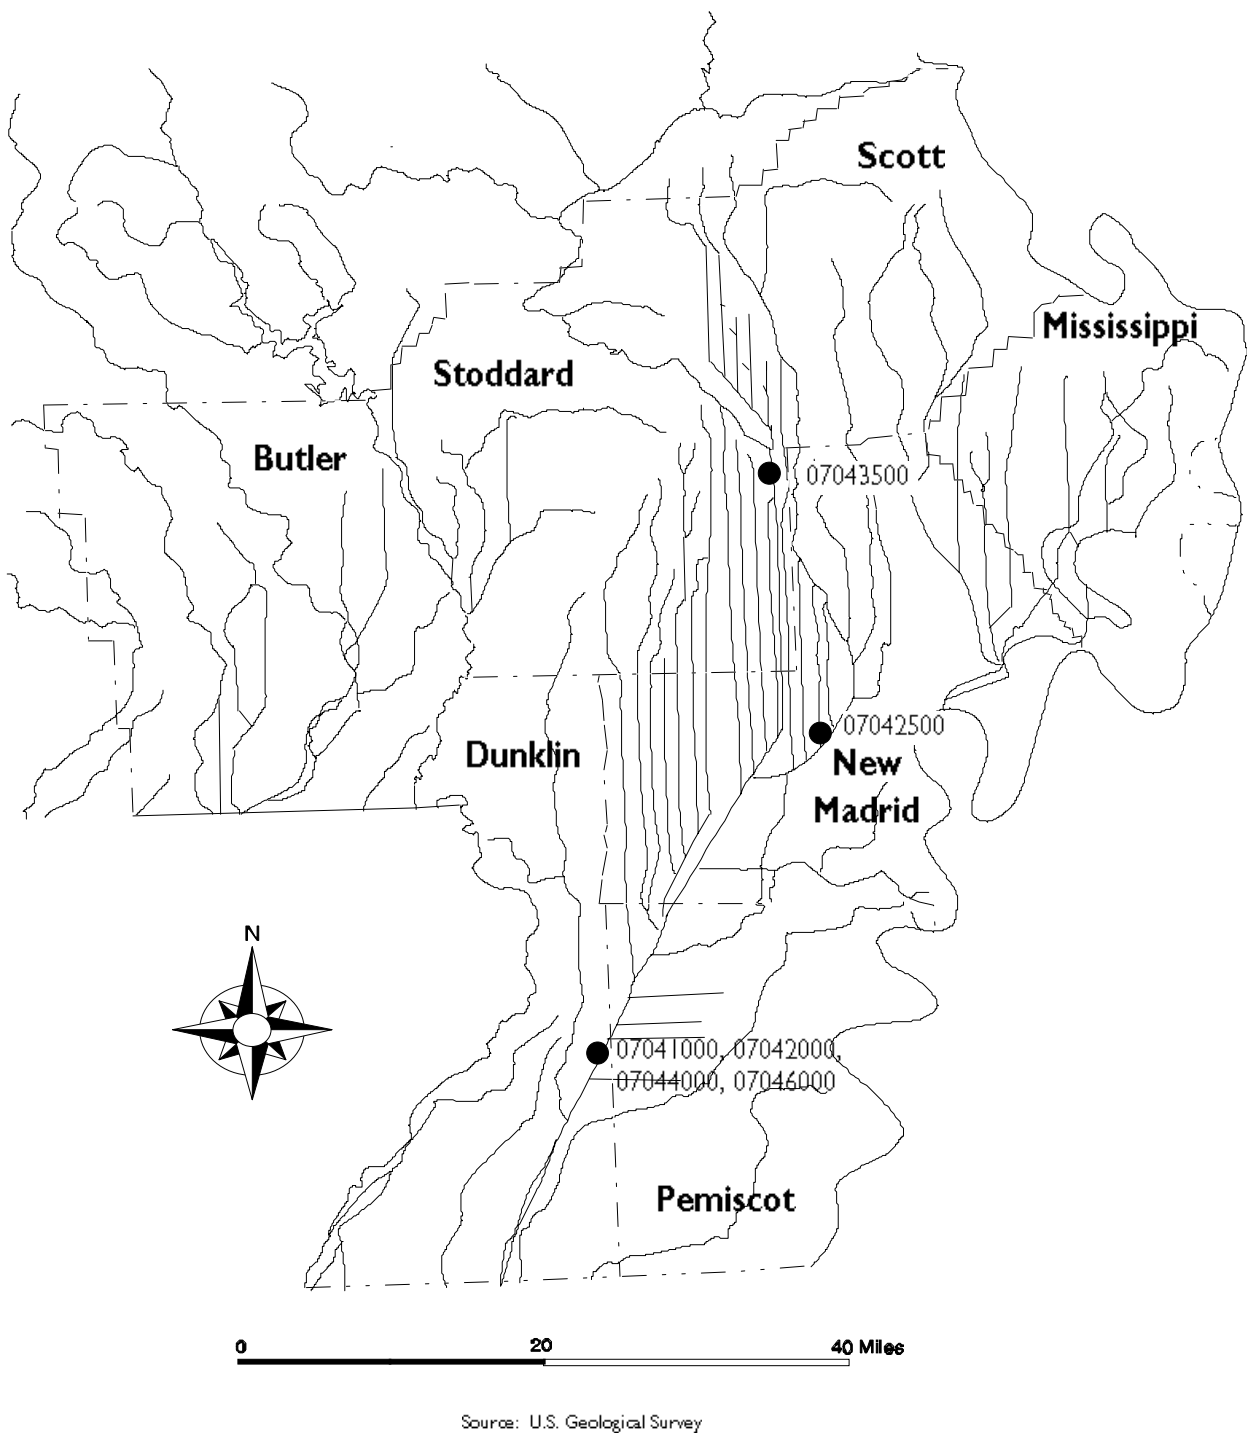 Scott
Mississippi
Stoddard
Butler
07043500
07042500
Dunklin
New
Madrid
N
07041000, 07042000,
07044000, 07046000
Pemiscot
0 20 40 Miles
Source: U.S. Geological Survey